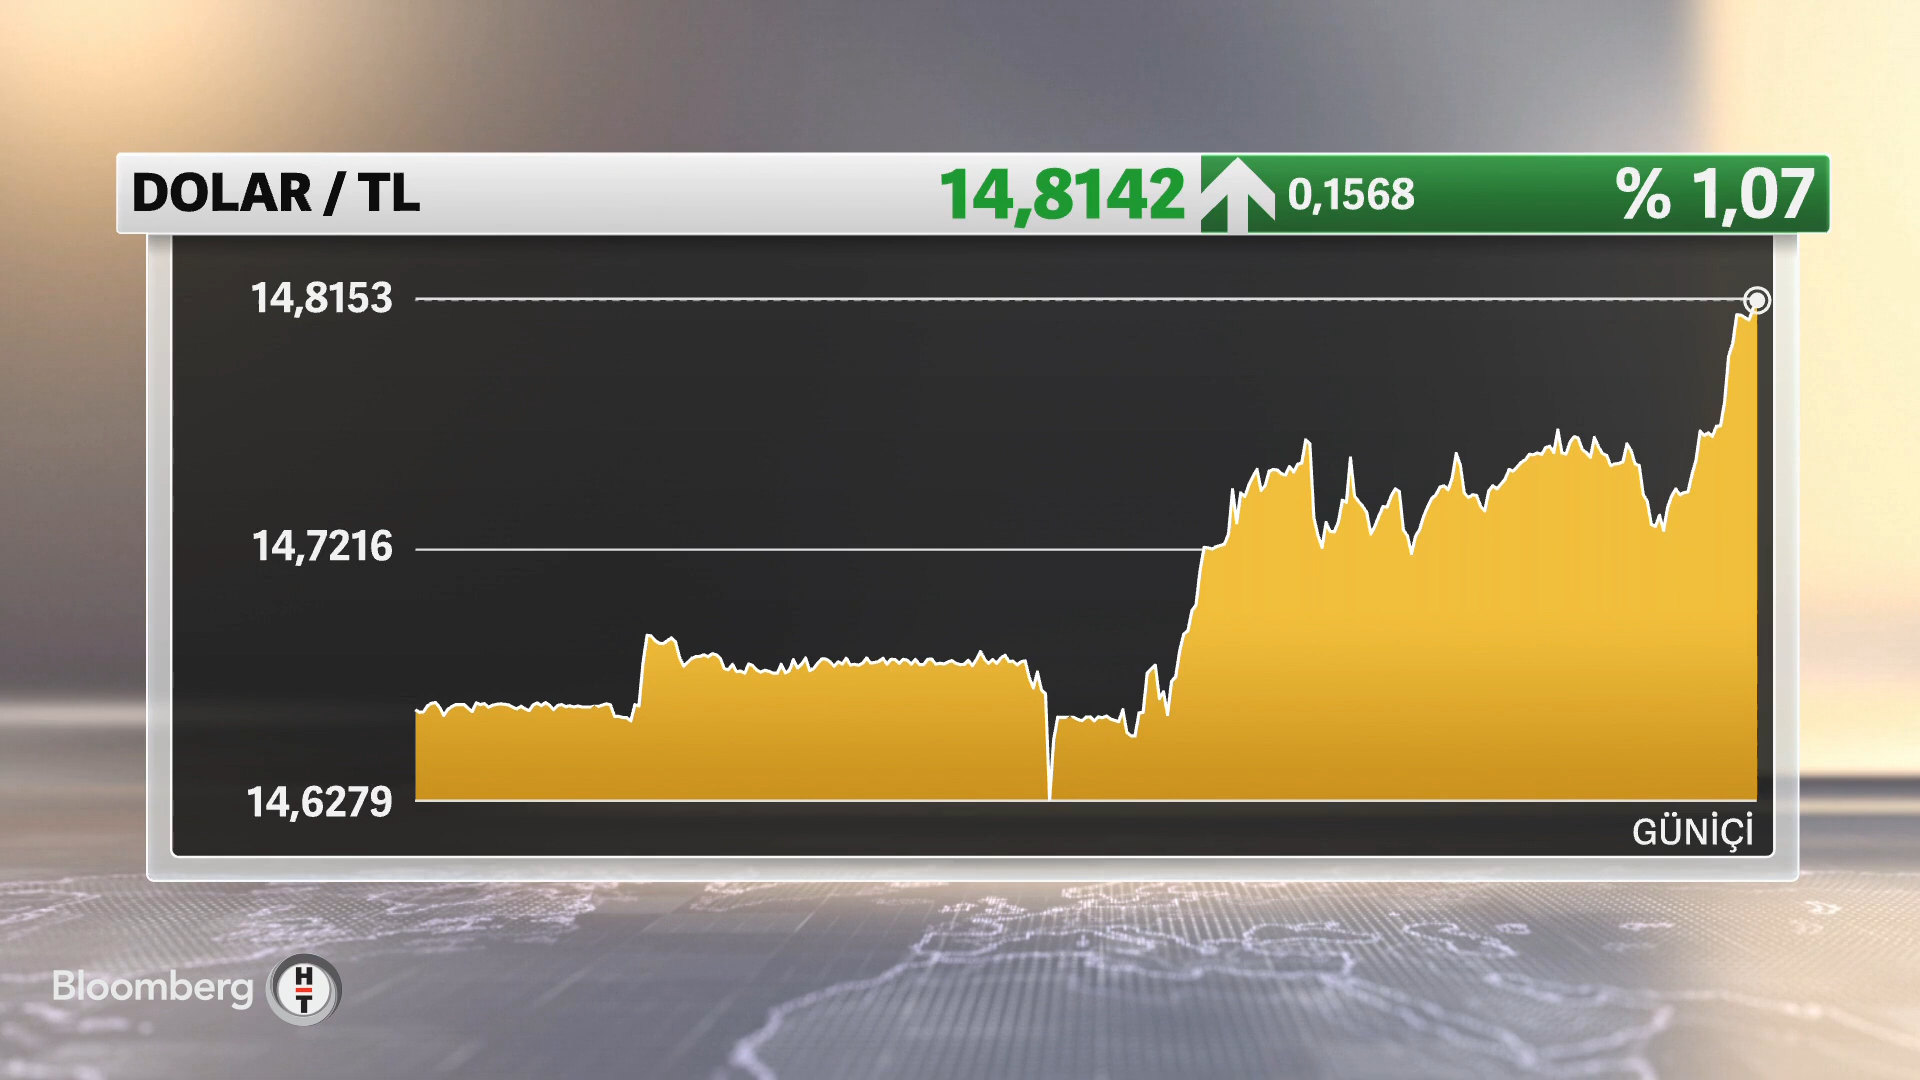 DOLAR / TL 14,8142 0,1568 % 1,07
14,8153
14,7216
14,6279
GÜNİÇİ
Bloomberg HT